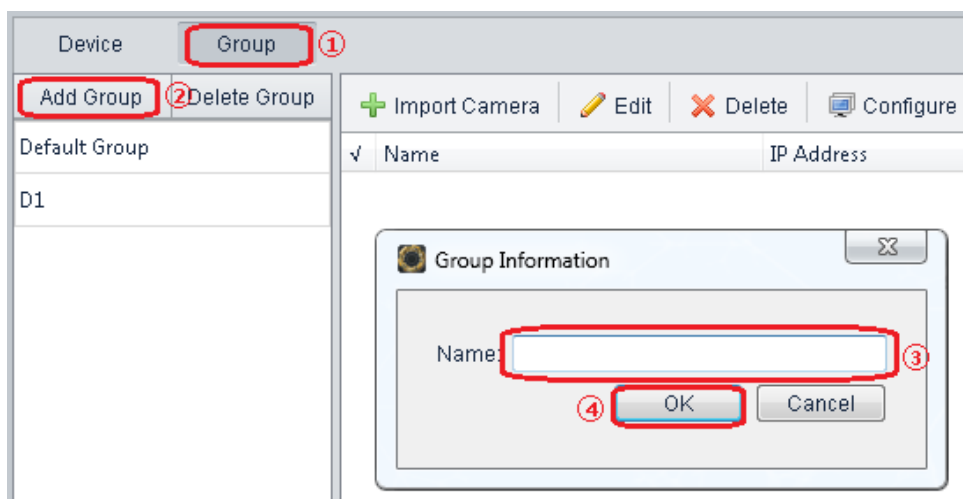 Device Group ①
Add Group ② Delete Group
Import Camera Edit Delete Configure
Default Group
√ Name IP Address
D1
Group Information
Name: ③
④ OK Cancel